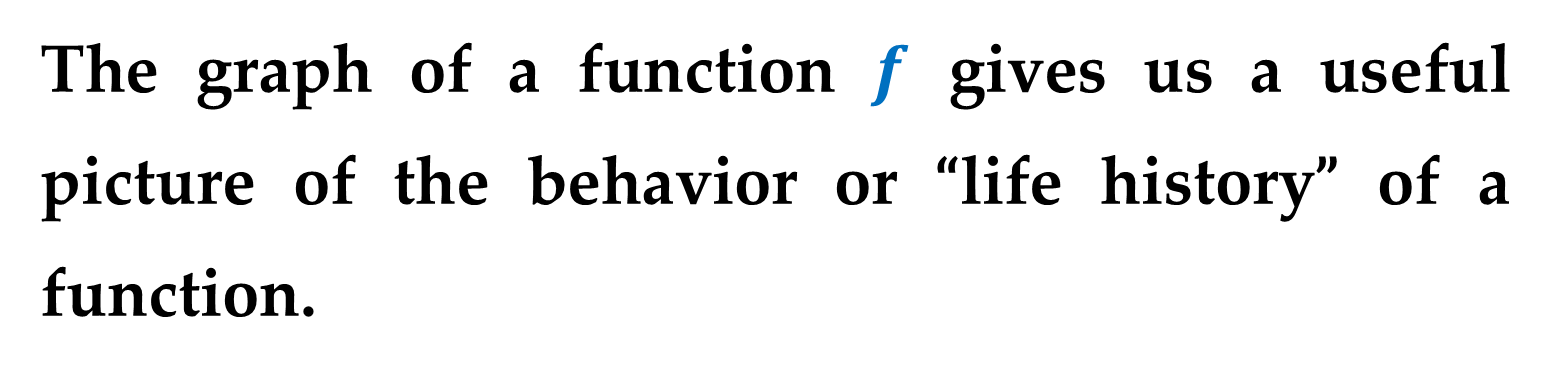 The graph of a function f gives us a useful
picture of the behavior or “life history” of a
function.